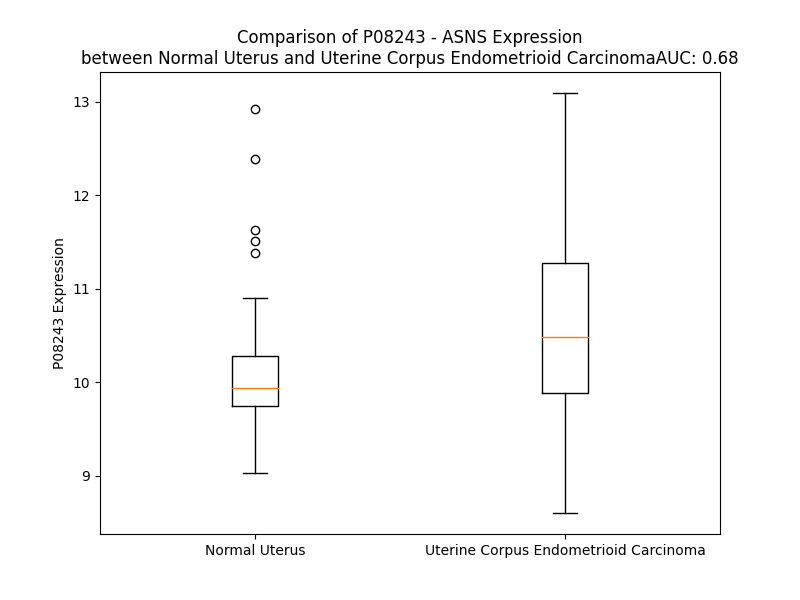 Comparison of P08243 - ASNS Expression
between Normal Uterus and Uterine Corpus Endometrioid CarcinomaAUC: 0.68
P08243 Expression
13
12
11
10
9
Normal Uterus
Uterine Corpus Endometrioid Carcinoma